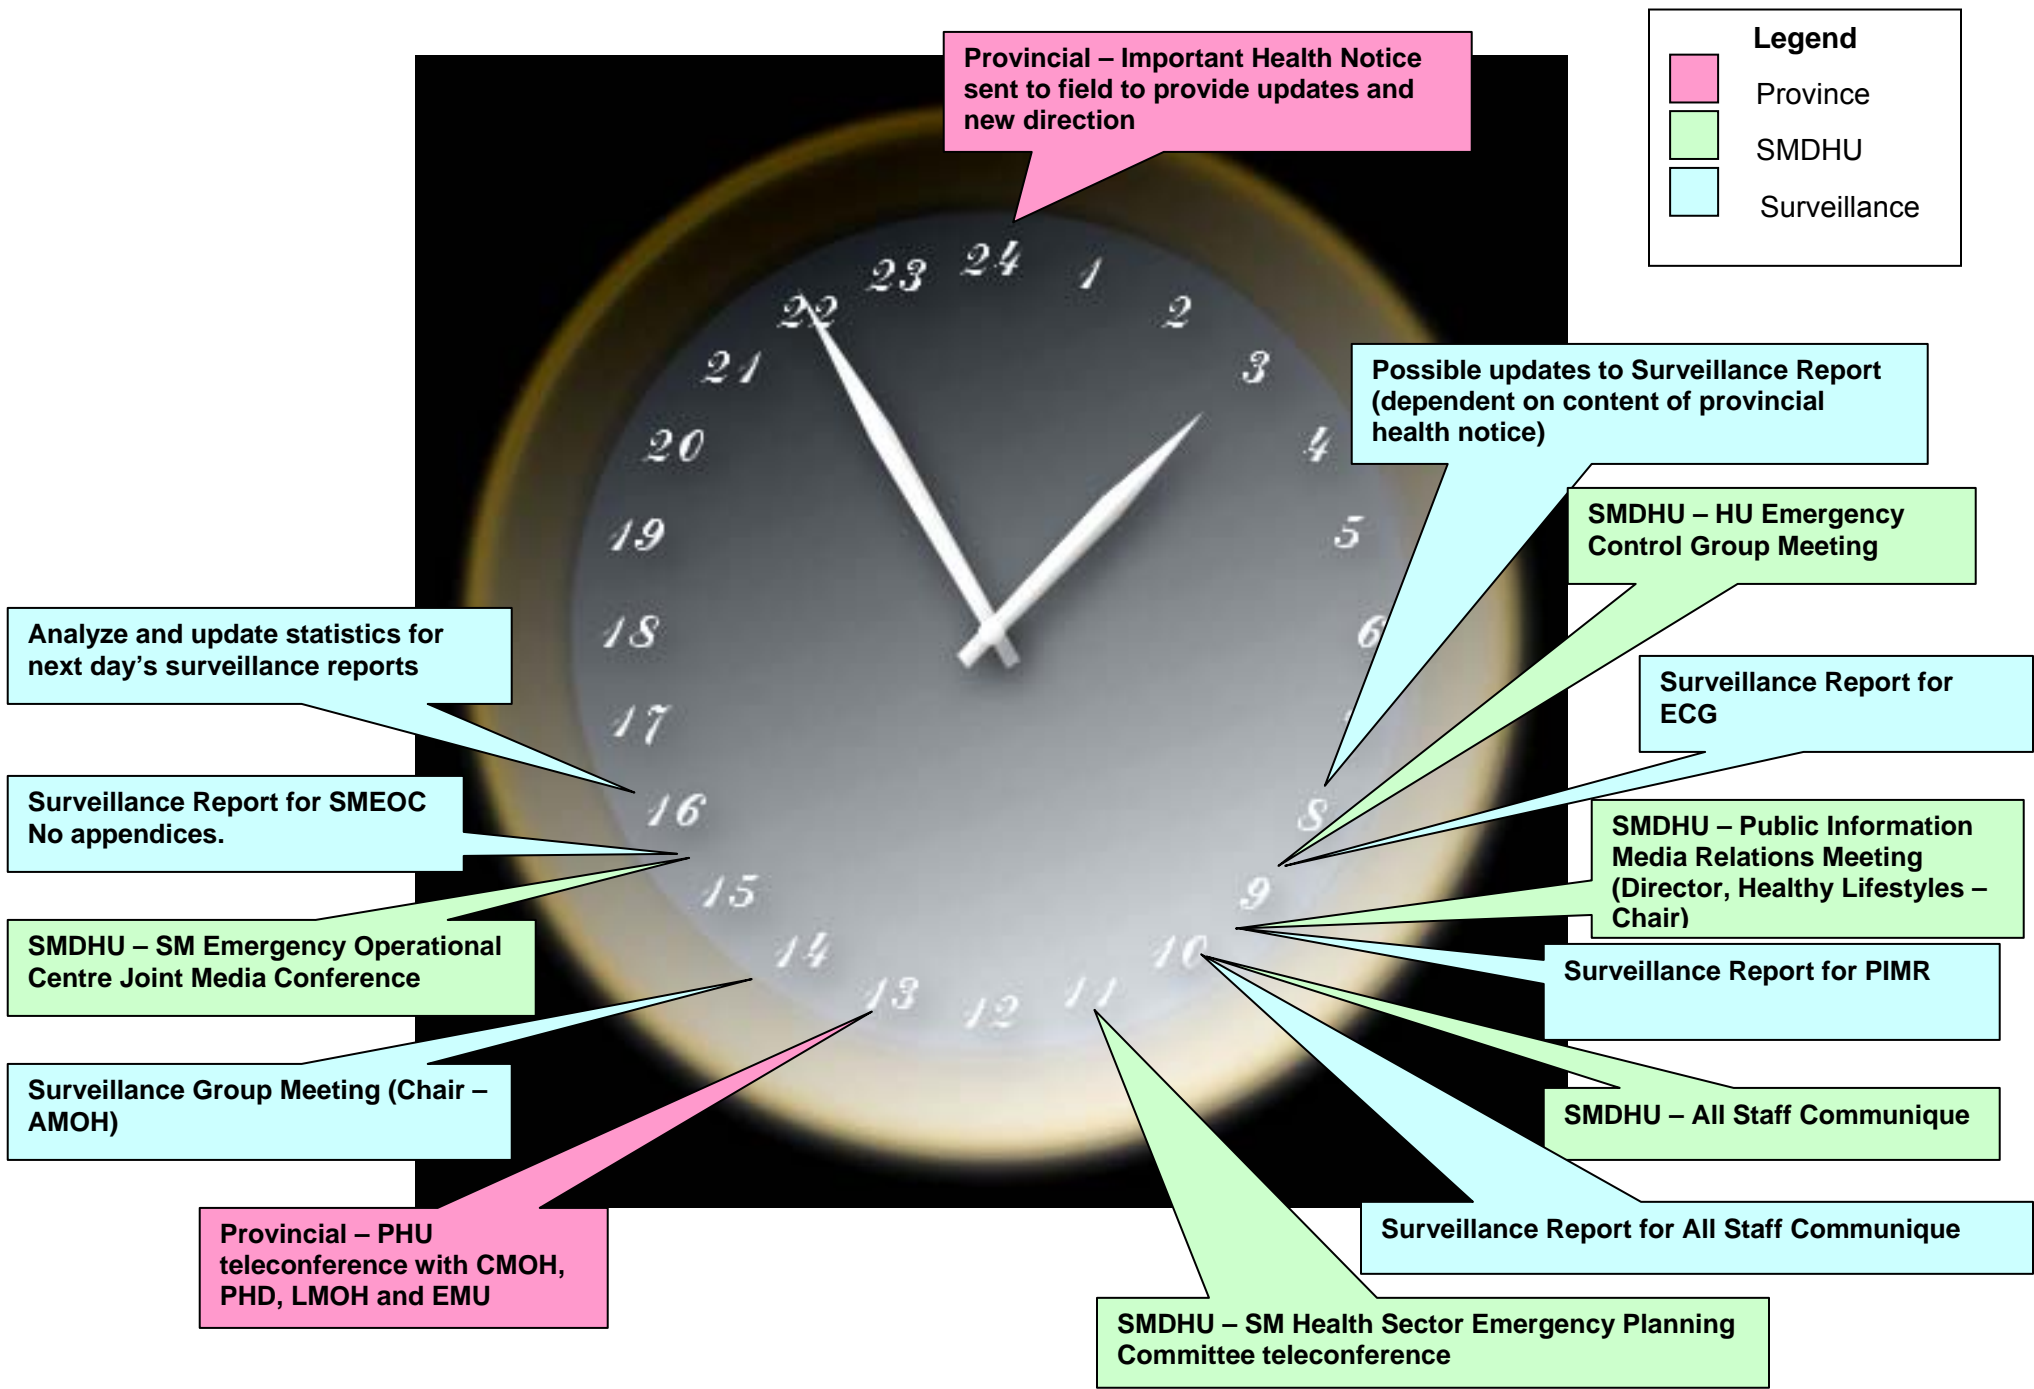 Legend
Province
SMDHU
Surveillance
Provincial – Important Health Notice
sent to field to provide updates and
new direction
24
1
2
3
4
5
6
8
9
10
11
12
13
14
15
16
17
18
19
20
21
22
23
Possible updates to Surveillance Report
(dependent on content of provincial
health notice)
SMDHU – HU Emergency
Control Group Meeting
Surveillance Report for
ECG
SMDHU – Public Information
Media Relations Meeting
(Director, Healthy Lifestyles –
Chair)
Surveillance Report for PIMR
SMDHU – All Staff Communique
Surveillance Report for All Staff Communique
SMDHU – SM Health Sector Emergency Planning
Committee teleconference
Provincial – PHU
teleconference with CMOH,
PHD, LMOH and EMU
Surveillance Group Meeting (Chair –
AMOH)
SMDHU – SM Emergency Operational
Centre Joint Media Conference
Surveillance Report for SMEOC
No appendices.
Analyze and update statistics for
next day’s surveillance reports